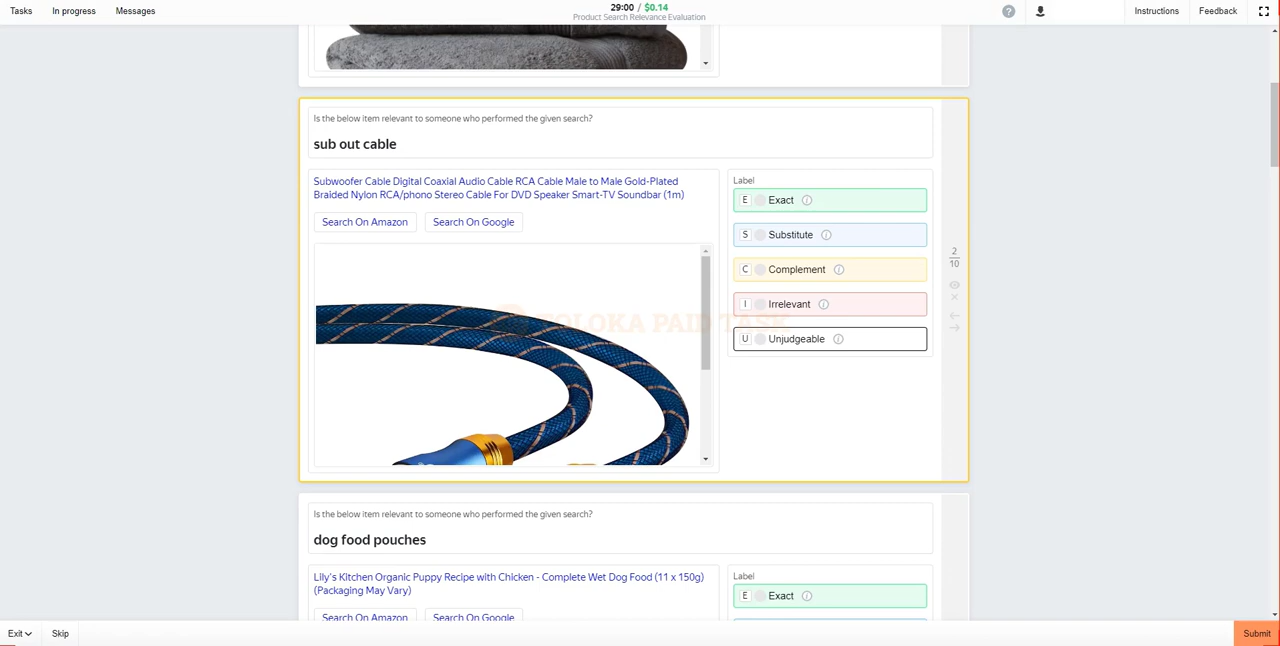 Tasks
In progress
Messages
29:00 / $0.14
Product Search Relevance Evaluation
?
Instructions
Feedback
Is the below item relevant to someone who performed the given search?
sub out cable
Subwoofer Cable Digital Coaxial Audio Cable RCA Cable Male to Male Gold-Plated
Braided Nylon RCA/phono Stereo Cable For DVD Speaker Smart-TV Soundbar (1m)
Search On Amazon
Search On Google
TOLOKA PAID TASK
Label
E Exact
S Substitute
C Complement
I Irrelevant
U Unjudgeable
2
10
Is the below item relevant to someone who performed the given search?
dog food pouches
Lily's Kitchen Organic Puppy Recipe with Chicken - Complete Wet Dog Food (11 x 150g)
(Packaging May Vary)
Search On Amazon
Search On Google
Label
E Exact
Exit
Skip
Submit